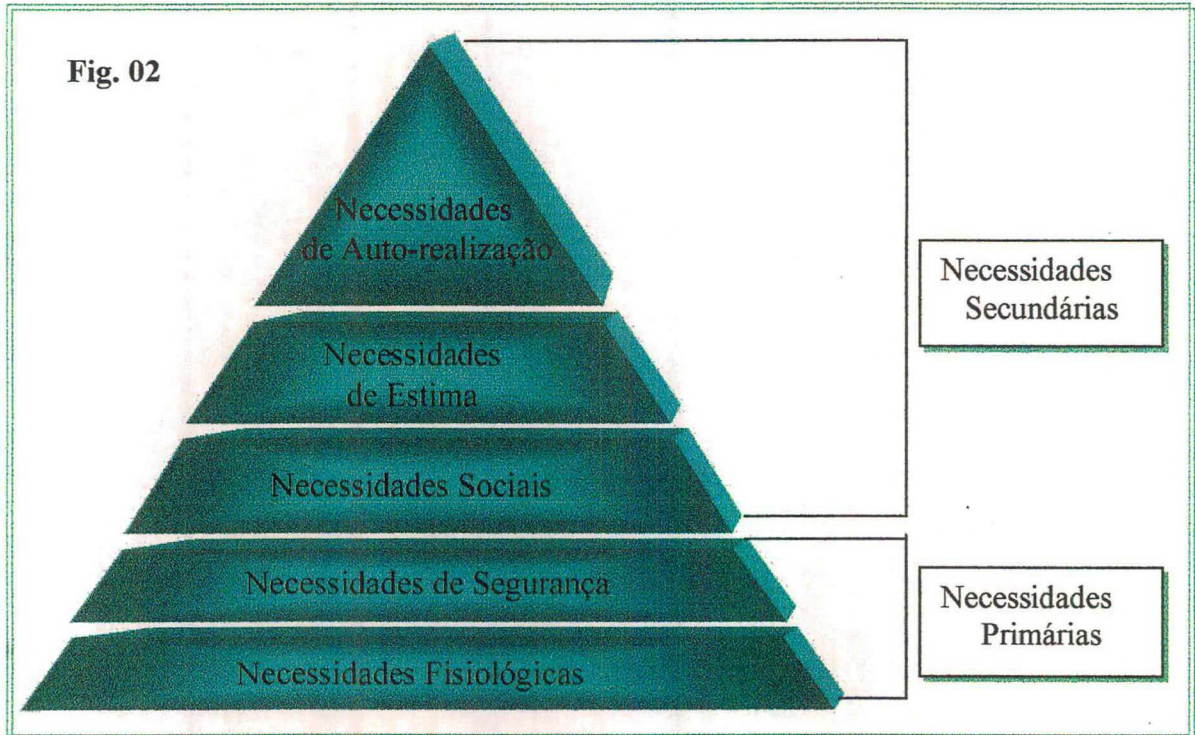 Fig. 02
Necessidades
de Auto-realização
Necessidades
de Estima
Necessidades Sociais
Necessidades de Segurança
Necessidades Fisiológicas
Necessidades
Secundárias
Necessidades
Primárias